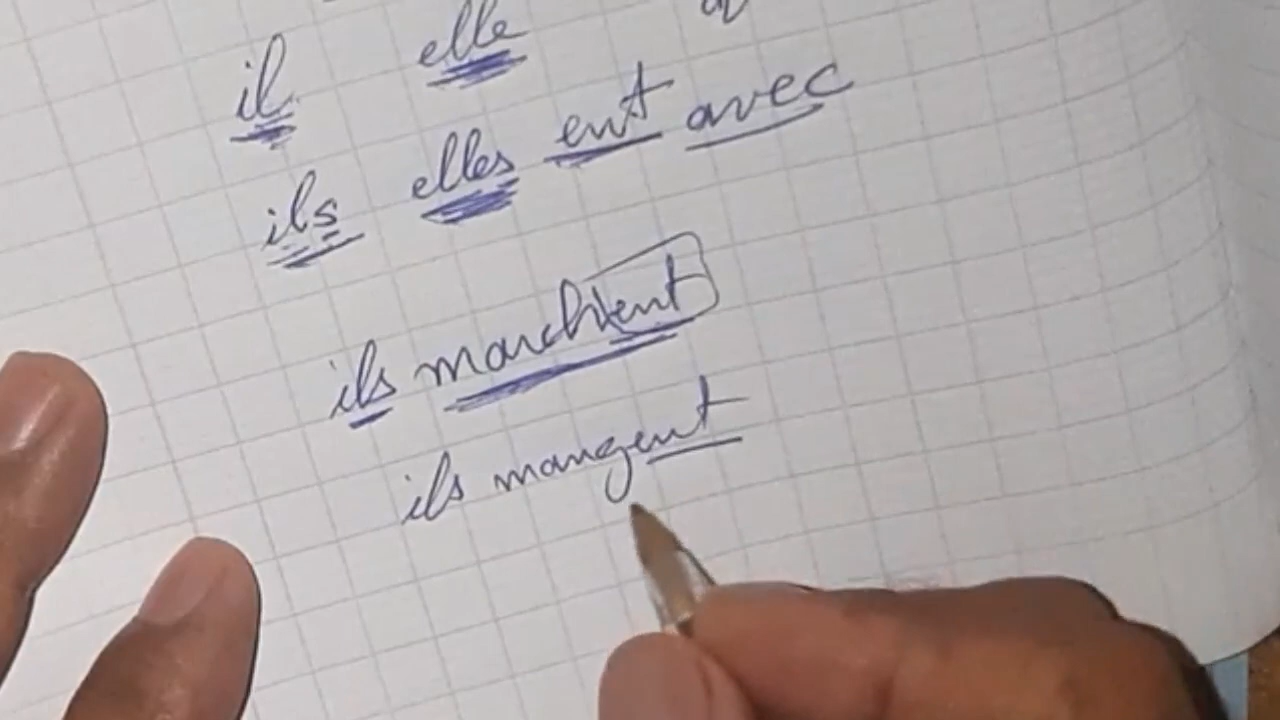 il elle
ils elles ent avec
ils marchent
ils mangent